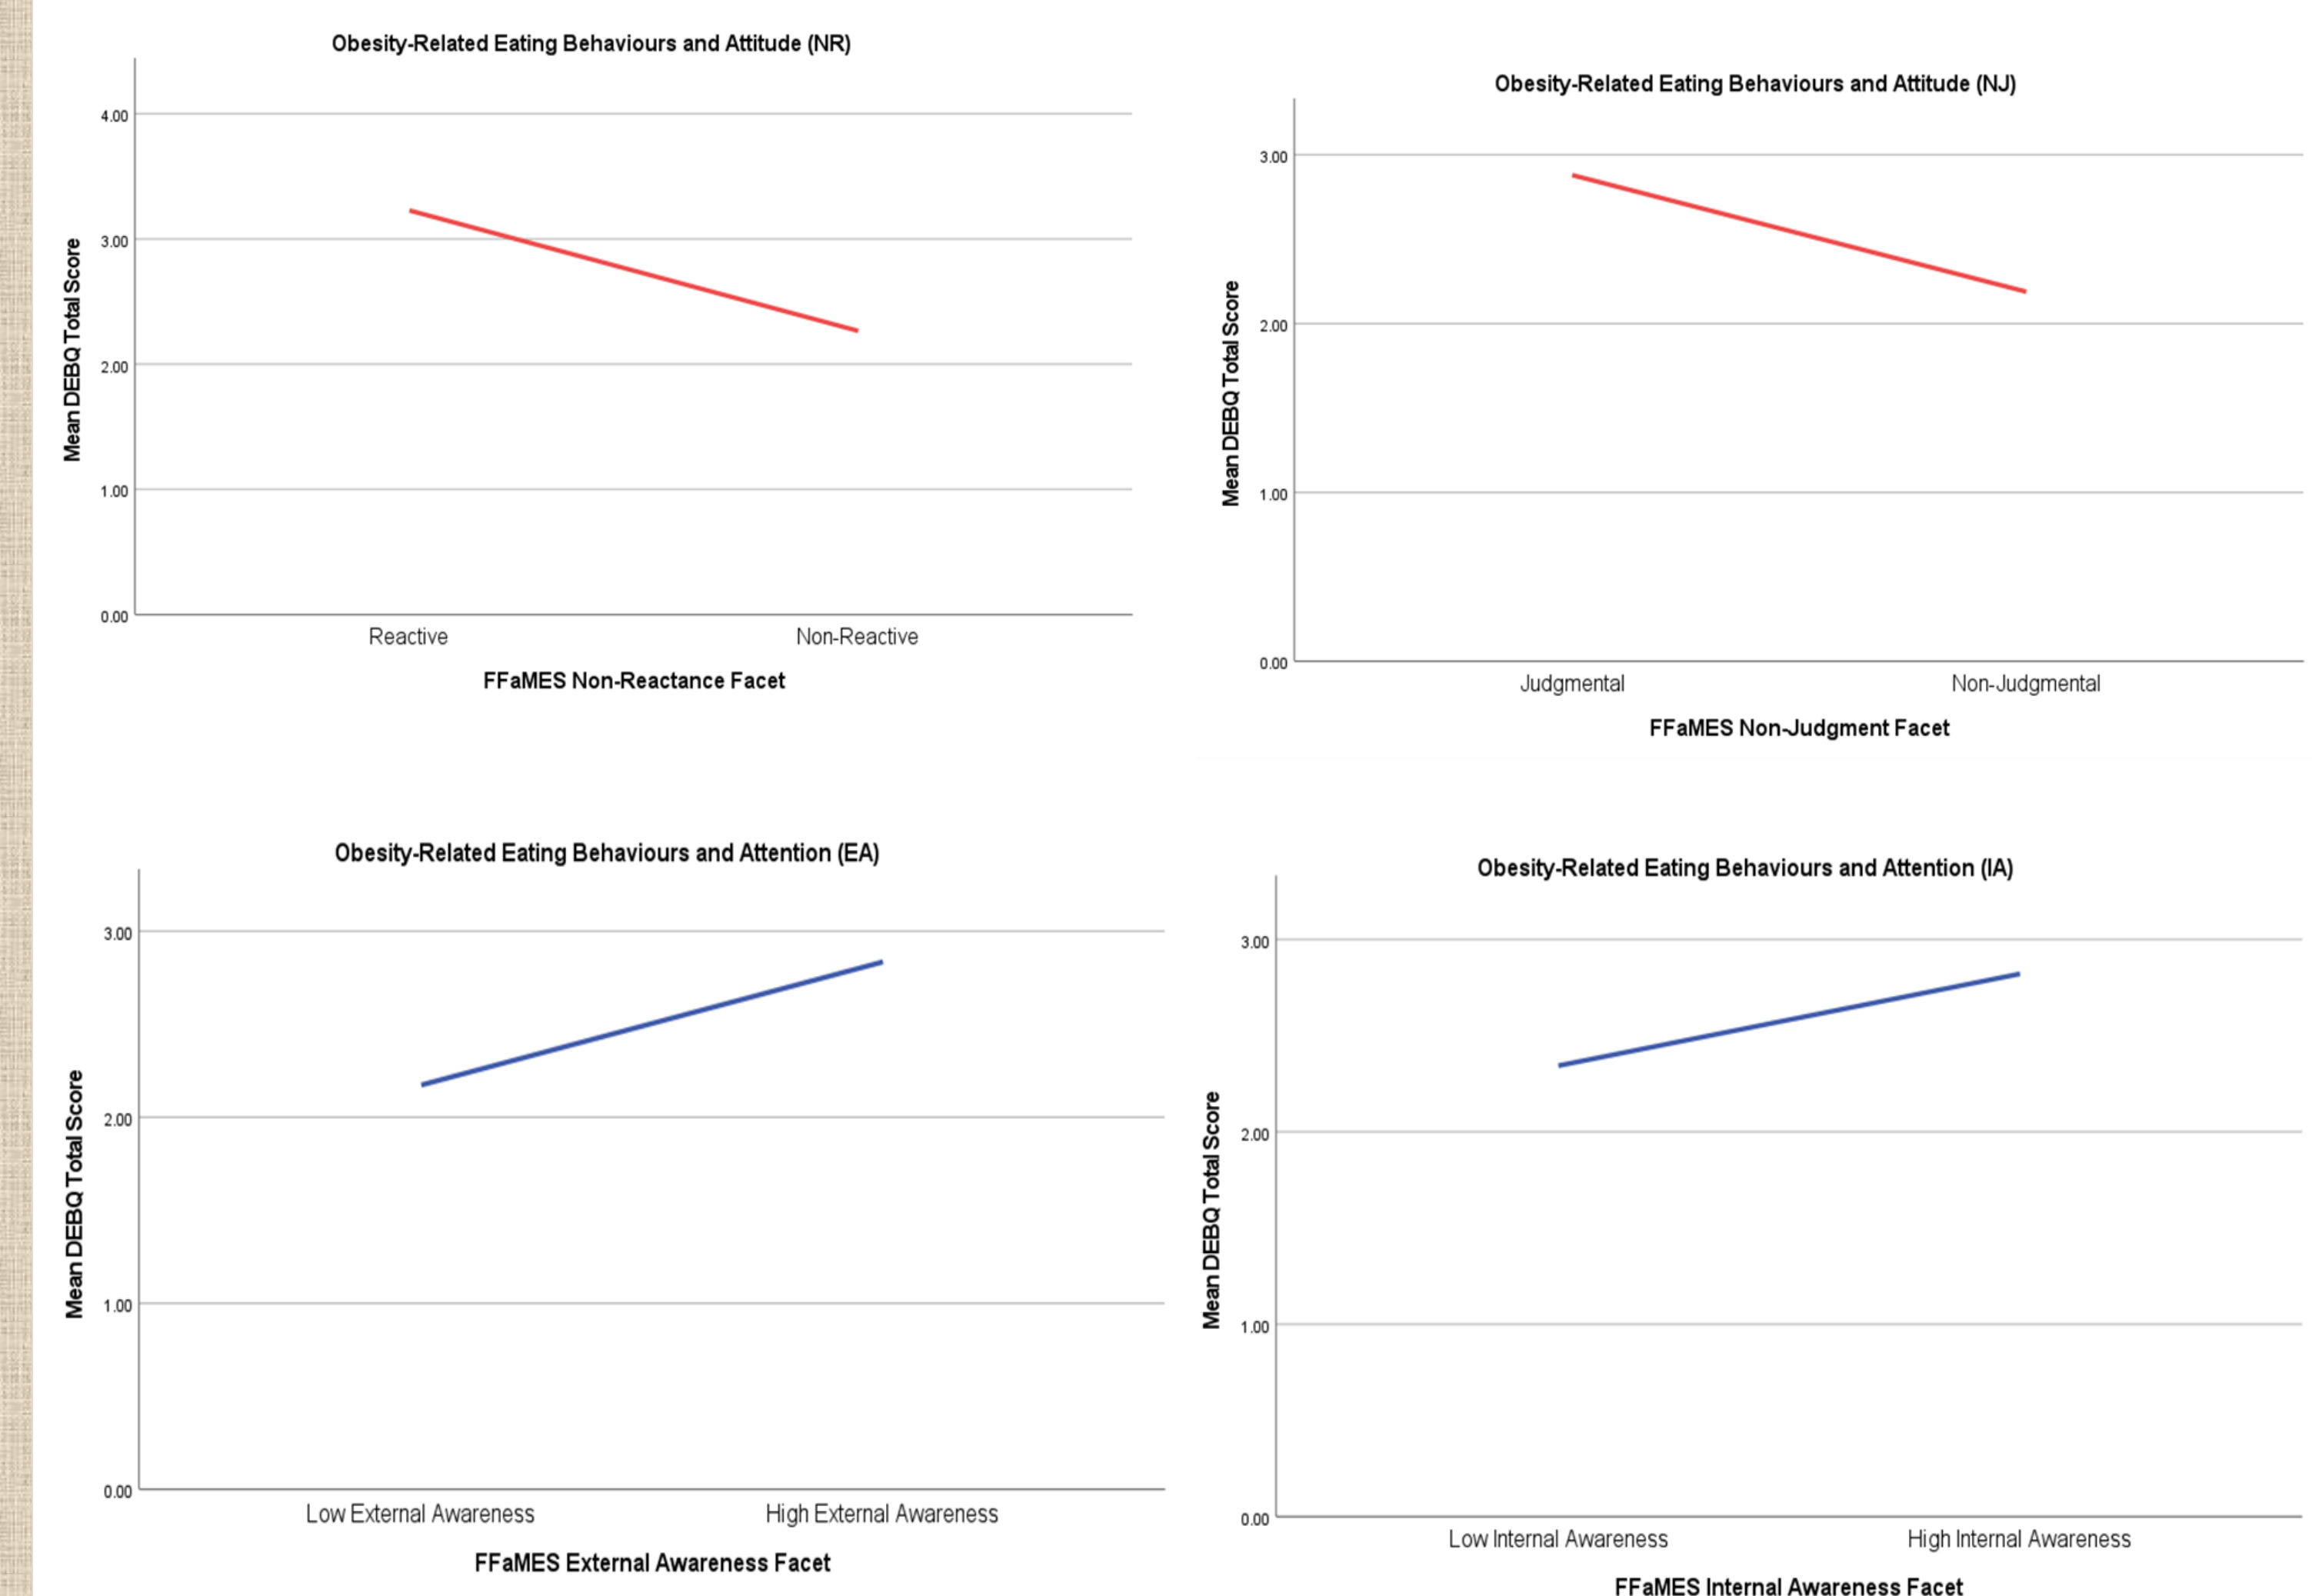 Obesity-Related Eating Behaviours and Attitude (NR)
Mean DEBQ Total Score
4.00
3.00
2.00
1.00
0.00
Reactive
Non-Reactive
FFaMES Non-Reactance Facet
Obesity-Related Eating Behaviours and Attitude (NJ)
Mean DEBQ Total Score
3.00
2.00
1.00
0.00
Judgmental
Non-Judgmental
FFaMES Non-Judgment Facet
Obesity-Related Eating Behaviours and Attention (EA)
Mean DEBQ Total Score
3.00
2.00
1.00
0.00
Low External Awareness
High External Awareness
FFaMES External Awareness Facet
Obesity-Related Eating Behaviours and Attention (IA)
Mean DEBQ Total Score
3.00
2.00
1.00
0.00
Low Internal Awareness
High Internal Awareness
FFaMES Internal Awareness Facet